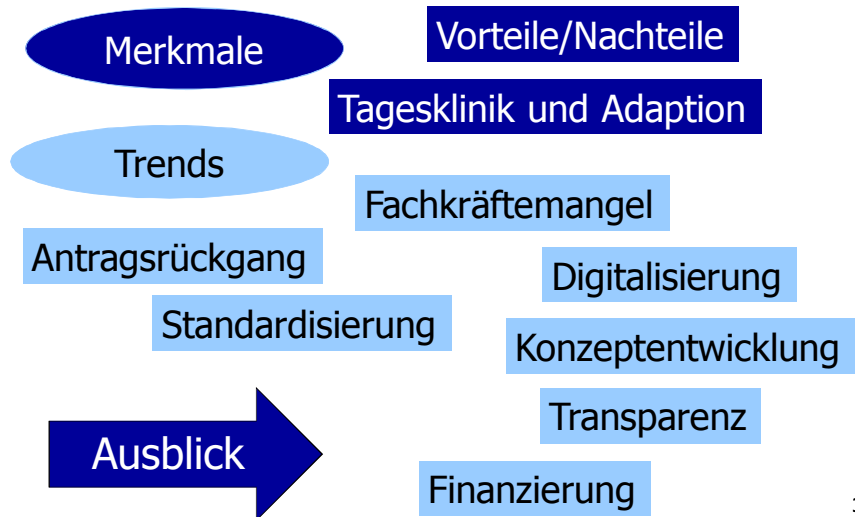 Merkmale
Vorteile/Nachteile
Tagesklinik und Adaption
Trends
Fachkräftemangel
Antragsrückgang
Digitalisierung
Standardisierung
Konzeptentwicklung
Transparenz
Ausblick
Finanzierung